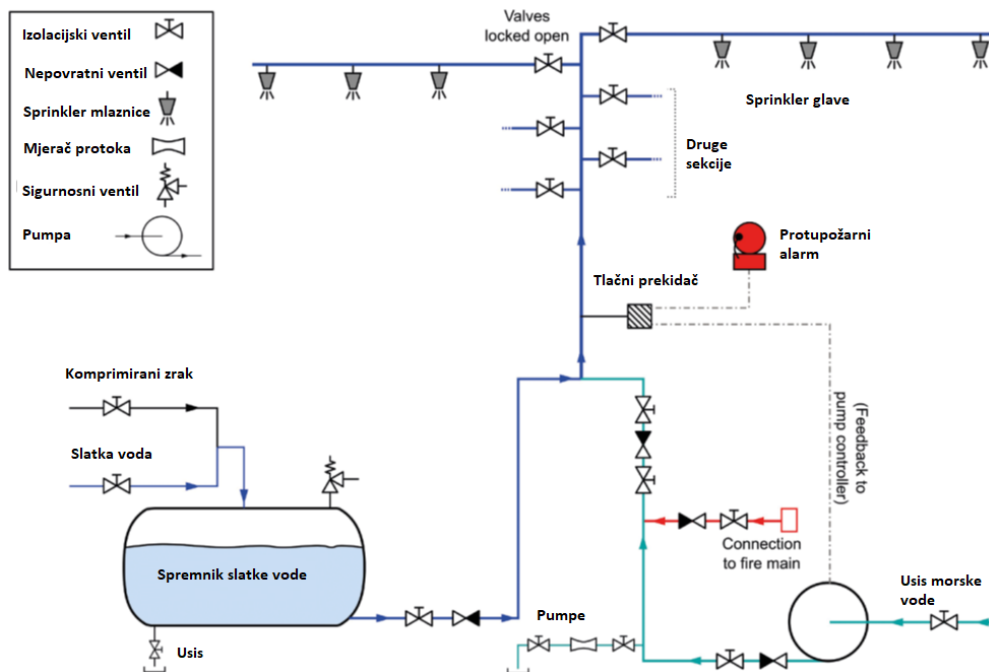 Izolacijski ventil
Nepovratni ventil
Sprinkler mlaznice
Mjerač protoka
Sigurnosni ventil
Pumpa
Valves
locked open
Sprinkler glave
Druge
sekcije
Protupožarni
alarm
Tlačni prekidač
Komprimirani zrak
Slatka voda
(Feedback to
pump controller)
Spremnik slatke vode
Connection
to fire main
Usis morske
vode
Pumpe
Usis